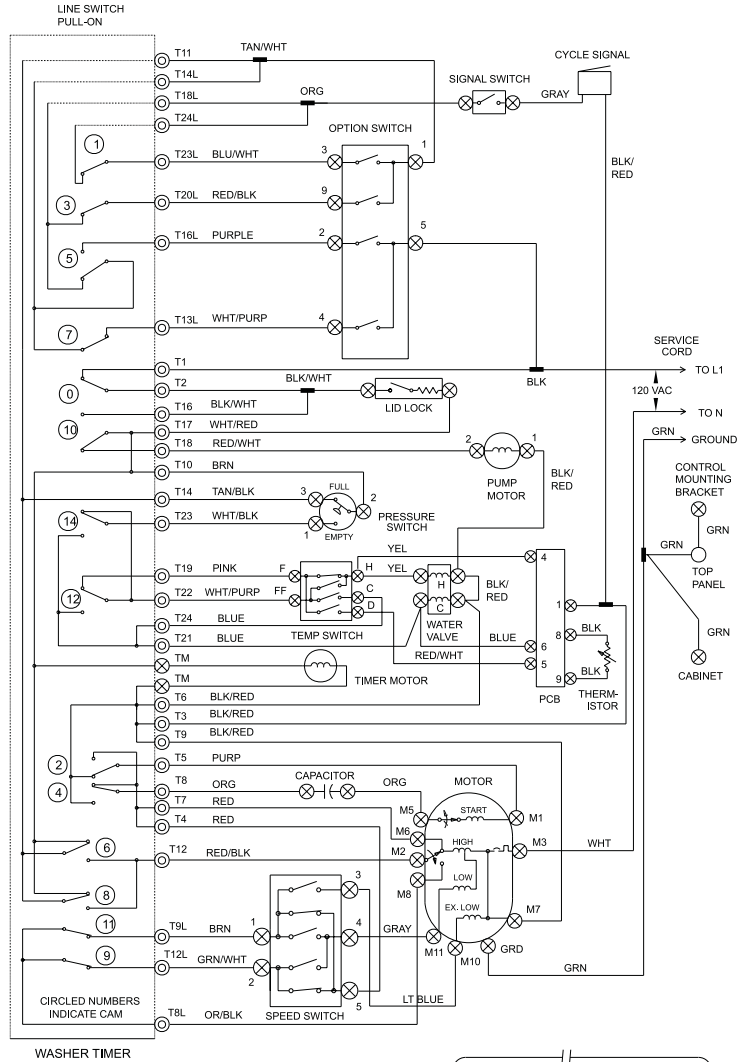 LINE SWITCH
PULL-ON
T11
TAN/WHT
T14L
T18L
ORG
T24L
CYCLE SIGNAL
SIGNAL SWITCH
GRAY
OPTION SWITCH
1
T23L BLU/WHT
3
1
BLK/
RED
3
T20L RED/BLK
9
5
T16L PURPLE
2
5
7
T13L WHT/PURP
4
SERVICE
CORD
T1
BLK
TO L1
0
T2
BLK/WHT
LID LOCK
120 VAC
T16
BLK/WHT
TO N
10
T17
WHT/RED
T18
RED/WHT
2
1
PUMP
MOTOR
BLK/
RED
GRN
GROUND
T10
BRN
CONTROL
MOUNTING
BRACKET
GRN
T14
TAN/BLK
3
FULL
2
PRESSURE
SWITCH
14
T23
WHT/BLK
1
EMPTY
GRN
TOP
PANEL
YEL
4
T19
PINK
F
H
YEL
H
12
T22
WHT/PURP
FF
C
D
C
BLK/
RED
1
T24
BLUE
TEMP SWITCH
WATER
VALVE
T21
BLUE
BLUE
6
RED/WHT
5
8
BLK
9
BLK
PCB
THERM-
ISTOR
GRN
CABINET
TM
TIMER MOTOR
TM
T6
BLK/RED
T3
BLK/RED
T9
BLK/RED
2
T5
PURP
4
T8
ORG
CAPACITOR
ORG
MOTOR
T7
RED
T4
RED
M5
START
M1
M6
HIGH
M3
WHT
6
T12
RED/BLK
M2
LOW
M8
EX. LOW
M7
8
3
11
T9L
BRN
1
4
GRAY
M11
M10
GRD
9
T12L
GRN/WHT
2
5
GRN
LT BLUE
CIRCLED NUMBERS
INDICATE CAM
T8L
OR/BLK
SPEED SWITCH
WASHER TIMER